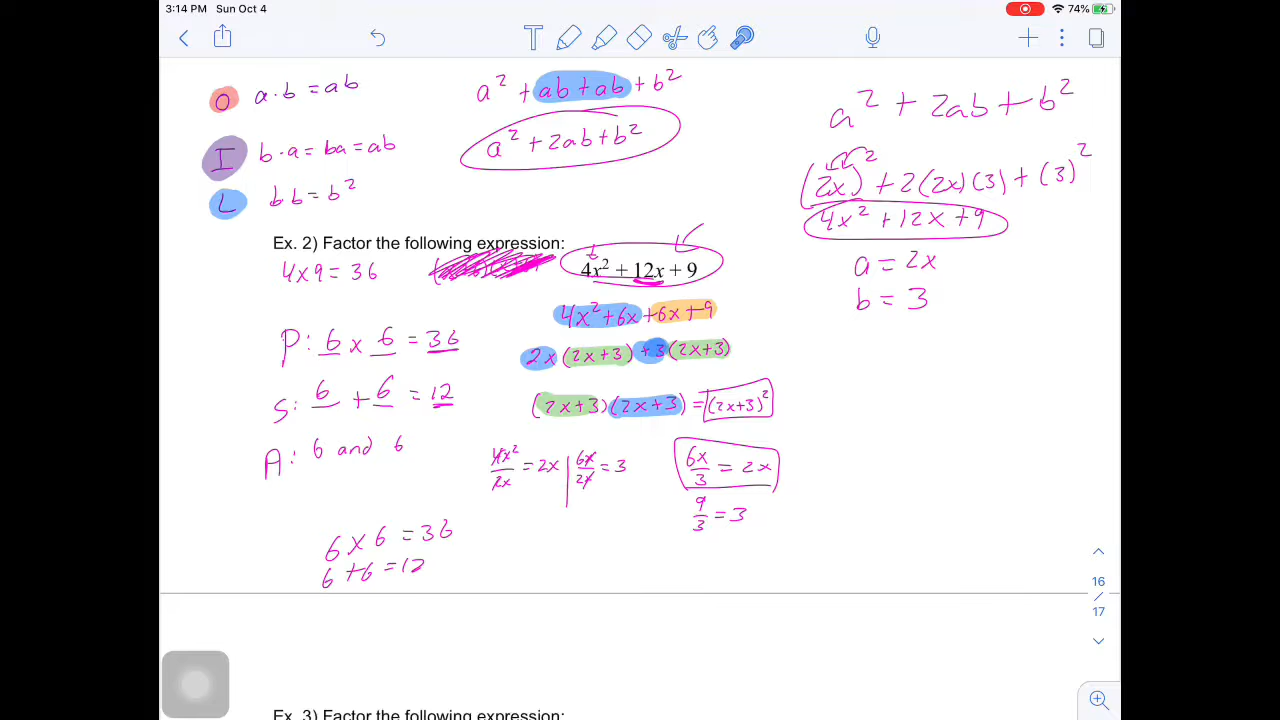 3:14 PM Sun Oct 4
74%
O a·b = ab
a² + ab + ab + b²
a² + 2ab + b²
I b·a = ba = ab
a² + 2ab + b²
L b b = b²
(2x)² + 2(2x)(3) + (3)²
4x² + 12x + 9
Ex. 2) Factor the following expression:
4x² + 12x + 9
a = 2x
b = 3
4x9 = 36
4x² + 6x + 6x + 9
P: 6 x 6 = 36
2x (2x+3) + 3 (2x+3)
S: 6 + 6 = 12
(2x+3)(2x+3) = (2x+3)²
A: 6 and 6
4x²/2x = 2x | 6x/2x = 3
6x/3 = 2x
9/3 = 3
6 x 6 = 36
6 + 6 = 12
16
/
17
Ex. 3) Factor the following expression: